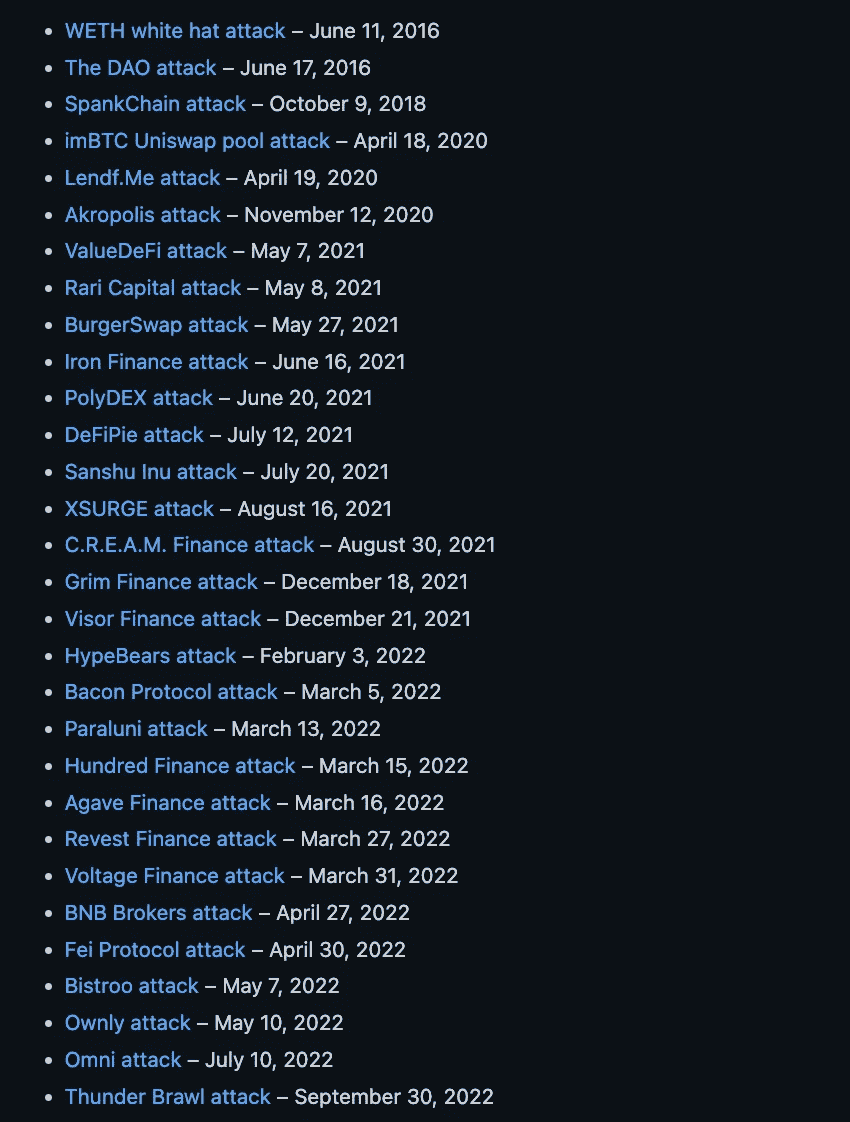 WETH white hat attack – June 11, 2016
The DAO attack – June 17, 2016
SpankChain attack – October 9, 2018
imBTC Uniswap pool attack – April 18, 2020
Lendf.Me attack – April 19, 2020
Akropolis attack – November 12, 2020
ValueDeFi attack – May 7, 2021
Rari Capital attack – May 8, 2021
BurgerSwap attack – May 27, 2021
Iron Finance attack – June 16, 2021
PolyDEX attack – June 20, 2021
DeFiPie attack – July 12, 2021
Sanshu Inu attack – July 20, 2021
XSURGE attack – August 16, 2021
C.R.E.A.M. Finance attack – August 30, 2021
Grim Finance attack – December 18, 2021
Visor Finance attack – December 21, 2021
HypeBears attack – February 3, 2022
Bacon Protocol attack – March 5, 2022
Paraluni attack – March 13, 2022
Hundred Finance attack – March 15, 2022
Agave Finance attack – March 16, 2022
Revest Finance attack – March 27, 2022
Voltage Finance attack – March 31, 2022
BNB Brokers attack – April 27, 2022
Fei Protocol attack – April 30, 2022
Bistroo attack – May 7, 2022
Ownly attack – May 10, 2022
Omni attack – July 10, 2022
Thunder Brawl attack – September 30, 2022